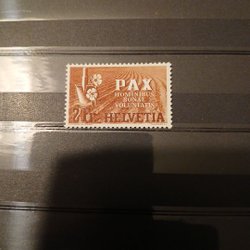 PAX
HOMINIBUS
BONAE
VOLUNTATIS
HELVETIA